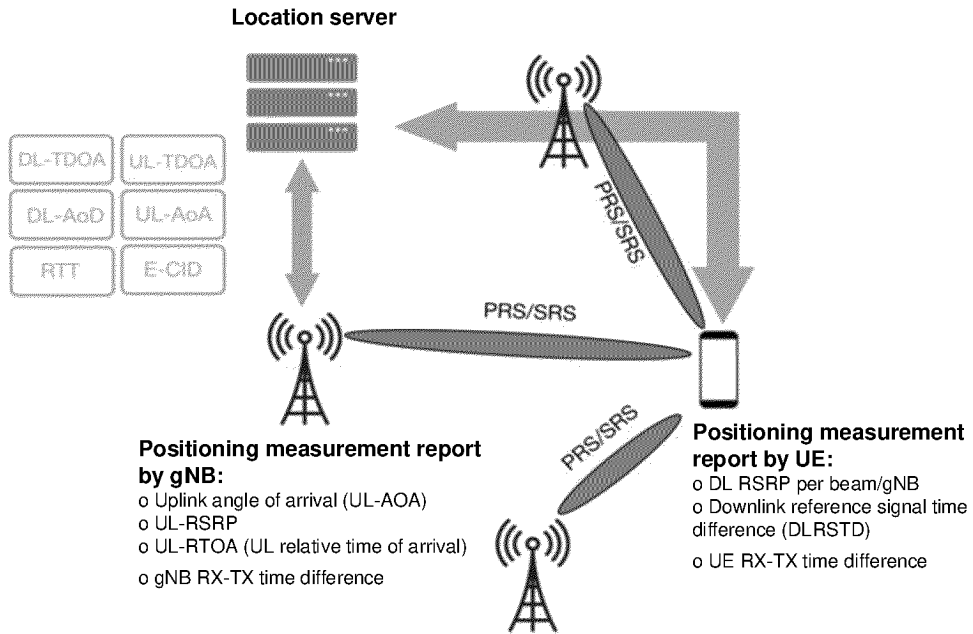 Location server
DL-TDOA
UL-TDOA
DL-AoD
UL-AoA
RTT
E-CID
PRS/SRS
PRS/SRS
PRS/SRS
Positioning measurement report
by gNB:
o Uplink angle of arrival (UL-AOA)
o UL-RSRP
o UL-RTOA (UL relative time of arrival)
o gNB RX-TX time difference
Positioning measurement
report by UE:
o DL RSRP per beam/gNB
o Downlink reference signal time
difference (DLRSTD)
o UE RX-TX time difference